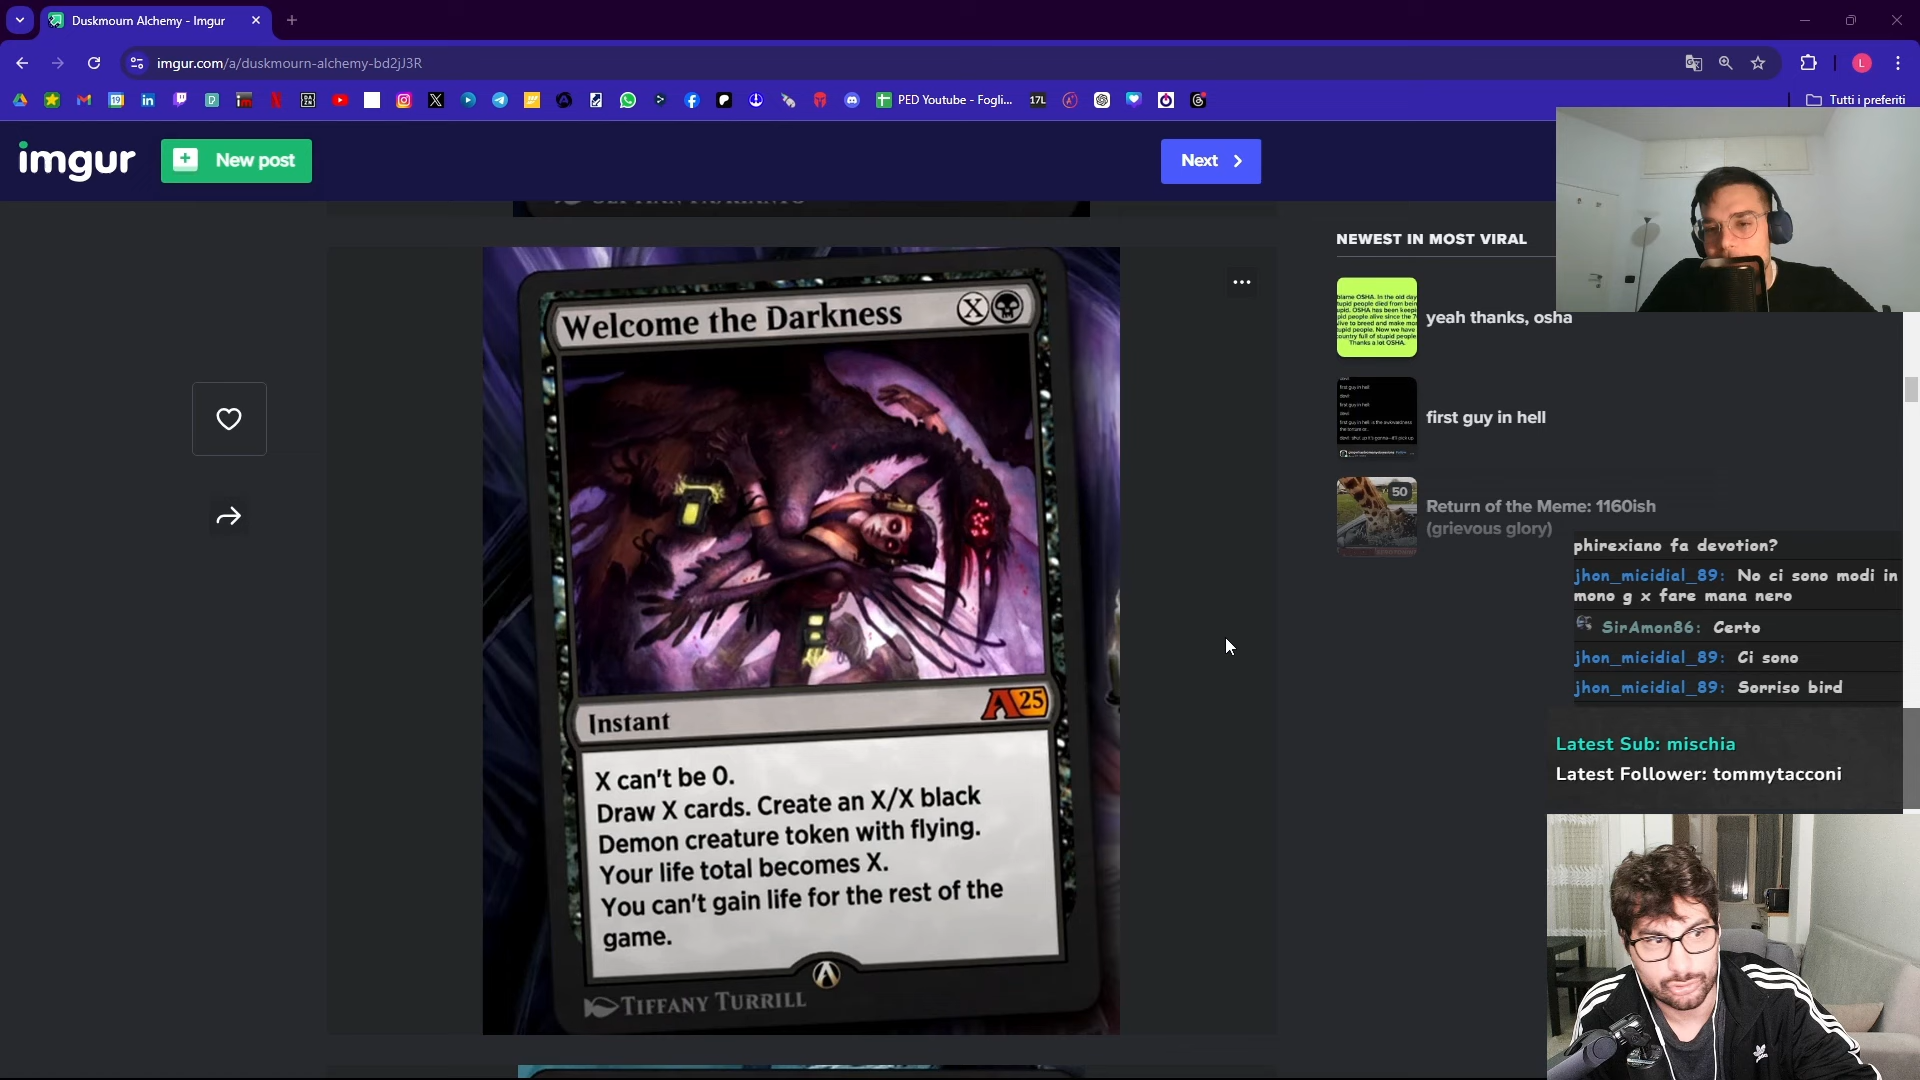 Duskmourn Alchemy - Imgur
imgur.com/a/duskmourn-alchemy-bd2jJ3R
PED Youtube - Fogli...
17L
Tutti i preferiti
imgur
New post
Next
NEWEST IN MOST VIRAL
yeah thanks, osha
first guy in hell
50
Return of the Meme: 1160ish
(grievous glory)
Welcome the Darkness
X
Instant
A25
X can't be 0.
Draw X cards. Create an X/X black
Demon creature token with flying.
Your life total becomes X.
You can't gain life for the rest of the
game.
TIFFANY TURRILL
phirexiano fa devotion?
jhon_micidial_89: No ci sono modi in
mono g x fare mana nero
SirAmon86: Certo
jhon_micidial_89: Ci sono
jhon_micidial_89: Sorriso bird
Latest Sub: mischia
Latest Follower: tommytacconi